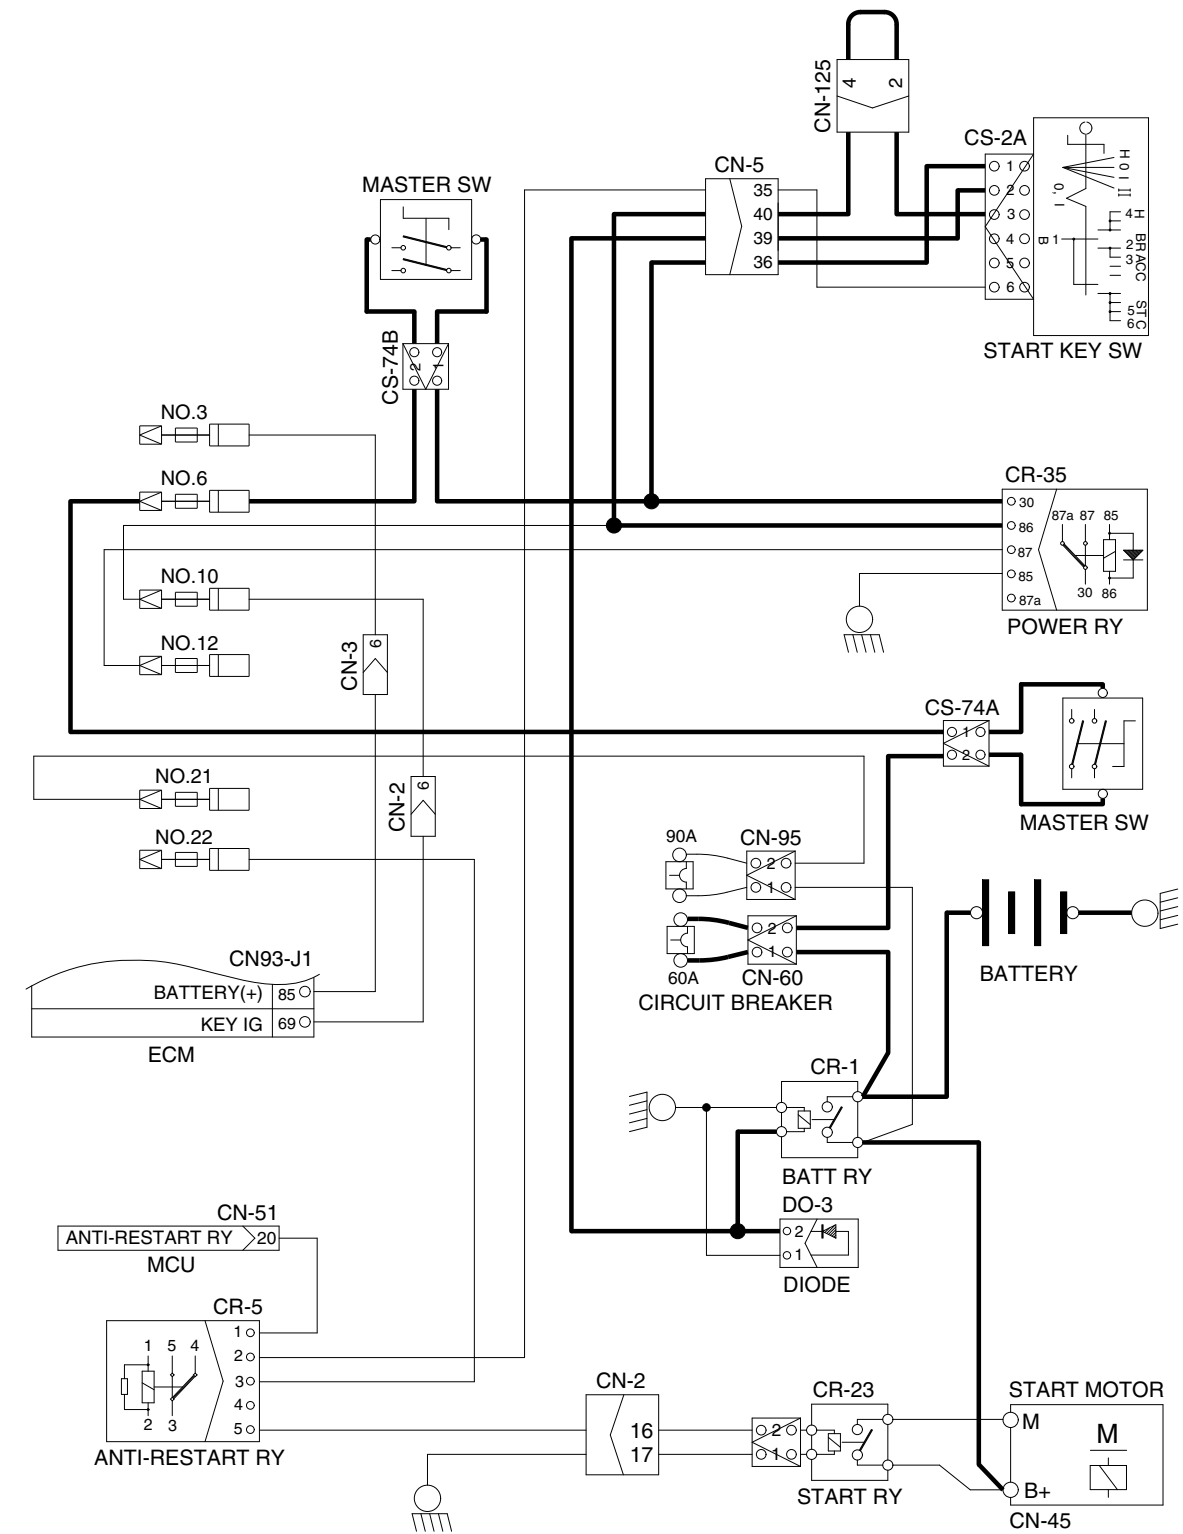 CN-125
4 2
CS-2A
CN-5
MASTER SW
35
40
39
36
1
2
3
4
5
6
H 0 I II
0, I
4 H
B 1
2 BR
3 ACC
5 ST
6 C
START KEY SW
CS-74B
2 1
NO.3
NO.6
NO.10
NO.12
CN-3
6
CR-35
30
86
87
85
87a
87a 87 85
30 86
POWER RY
CS-74A
1
2
MASTER SW
NO.21
NO.22
CN-2
6
90A
CN-95
2
1
2
1
60A
CN-60
CIRCUIT BREAKER
BATTERY
CN93-J1
BATTERY(+) 85
KEY IG 69
ECM
CR-1
BATT RY
DO-3
2
1
DIODE
CN-51
ANTI-RESTART RY 20
MCU
CR-5
1 5 4
2 3
1
2
3
4
5
ANTI-RESTART RY
CN-2
16
17
CR-23
2
1
START RY
START MOTOR
M
M
B+
CN-45